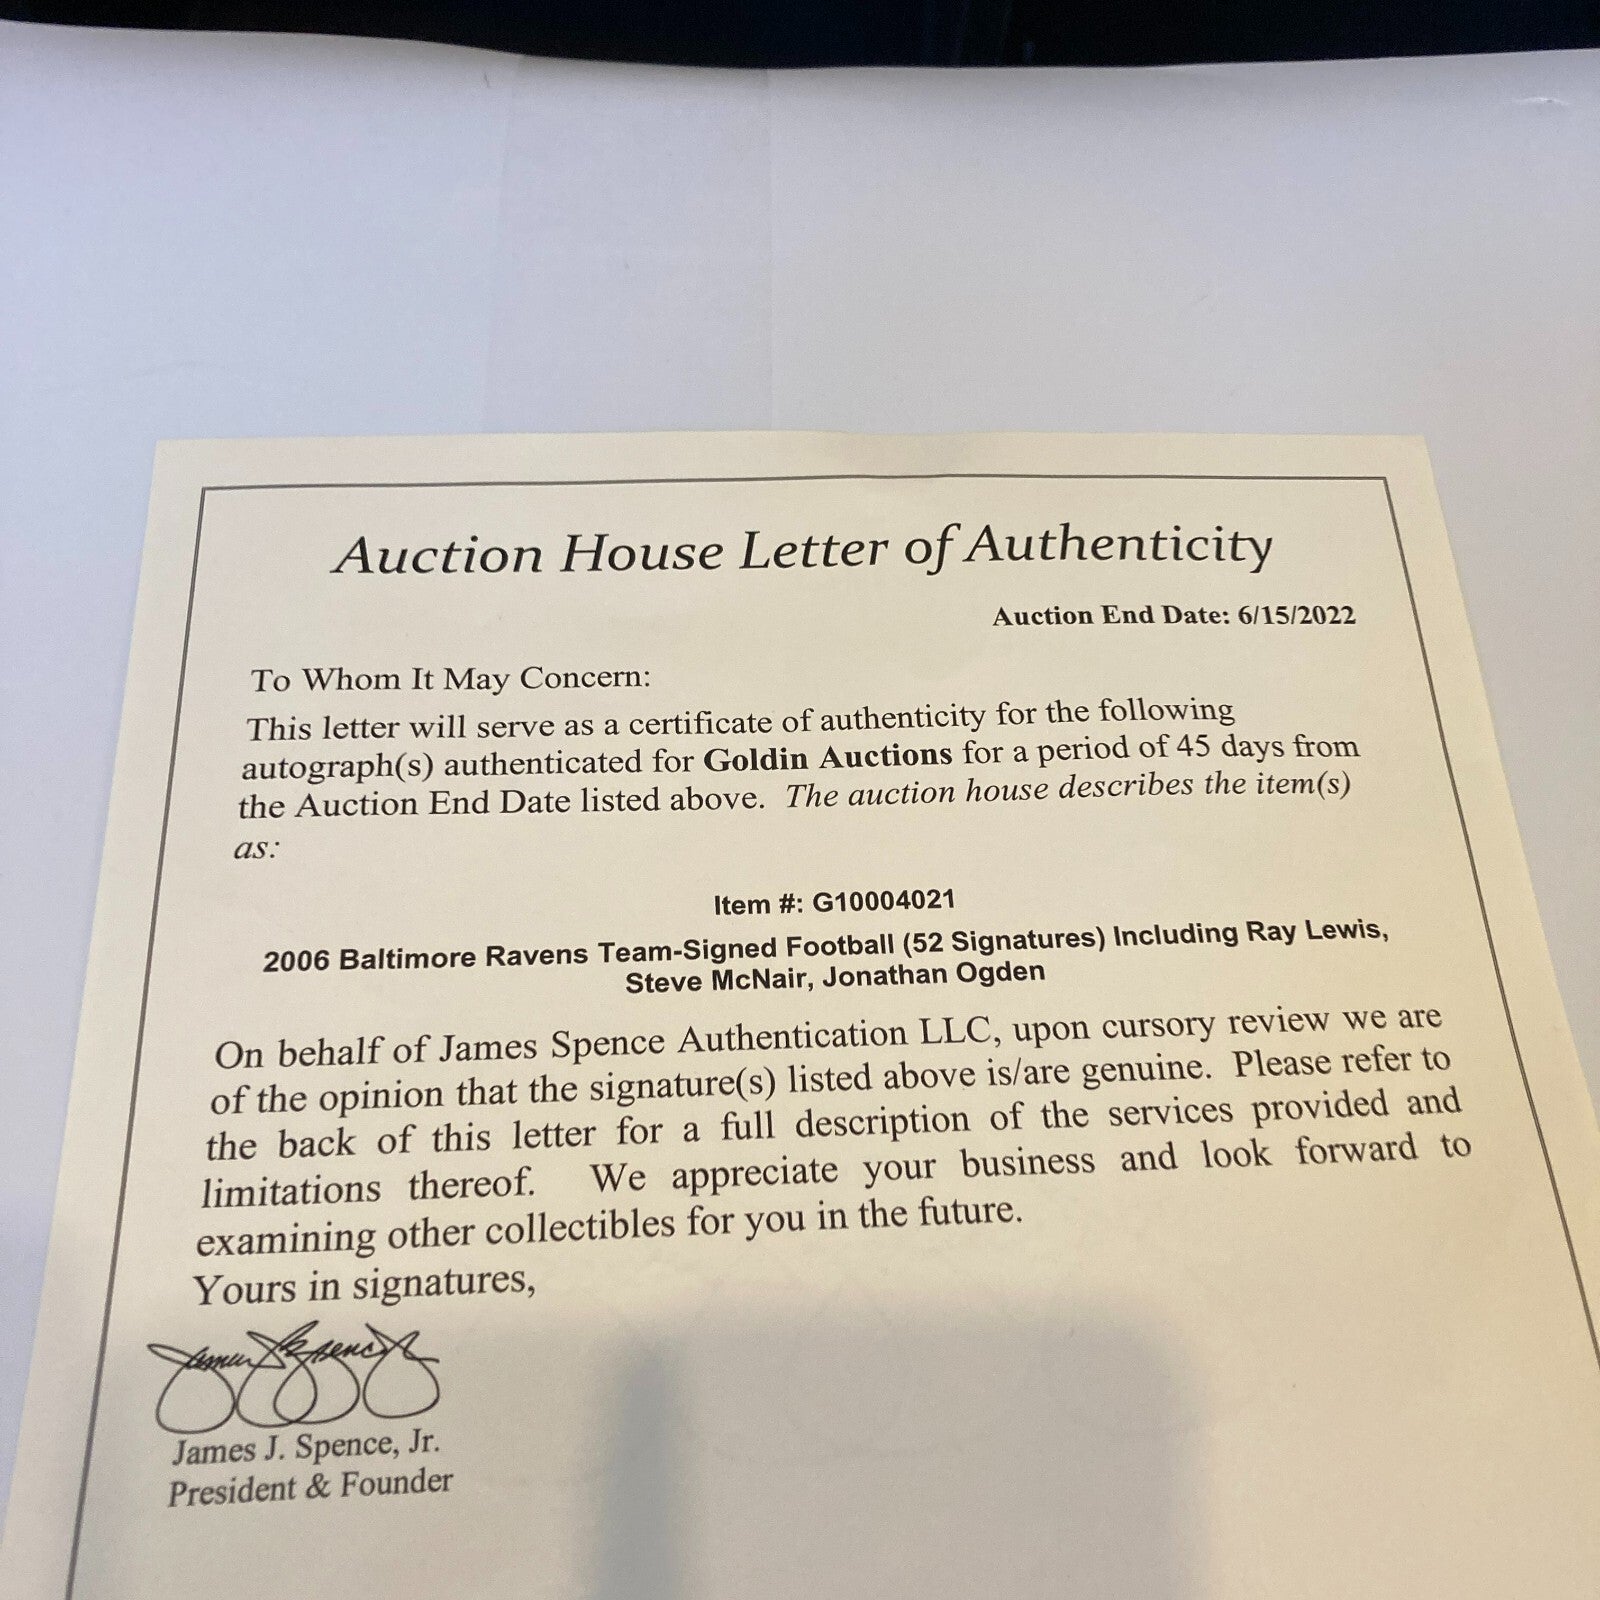 Auction House Letter of Authenticity
Auction End Date: 6/15/2022
To Whom It May Concern:
This letter will serve as a certificate of authenticity for the following
autograph(s) authenticated for Goldin Auctions for a period of 45 days from
the Auction End Date listed above. The auction house describes the item(s)
as:
Item #: G10004021
2006 Baltimore Ravens Team-Signed Football (52 Signatures) Including Ray Lewis,
Steve McNair, Jonathan Ogden
On behalf of James Spence Authentication LLC, upon cursory review we are
of the opinion that the signature(s) listed above is/are genuine. Please refer to
the back of this letter for a full description of the services provided and
limitations thereof. We appreciate your business and look forward to
examining other collectibles for you in the future.
Yours in signatures,
James J. Spence Jr
James J. Spence, Jr.
President & Founder